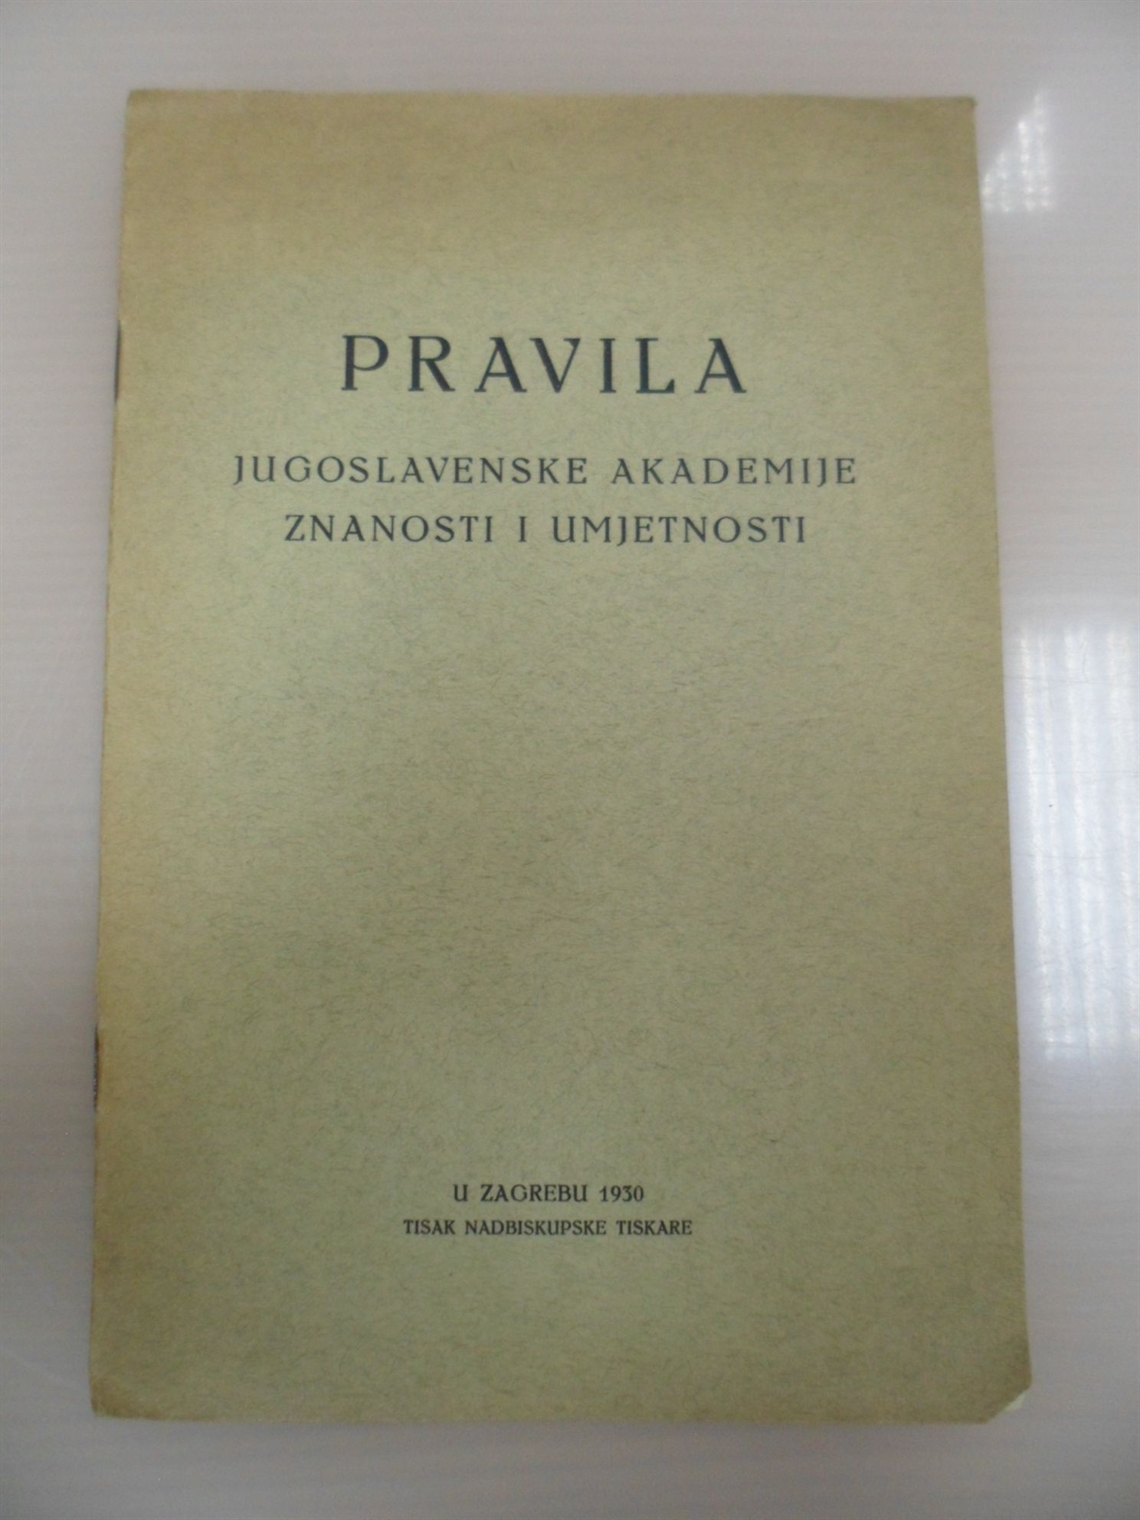 PRAVILA
JUGOSLAVENSKE AKADEMIJE
ZNANOSTI I UMJETNOSTI
U ZAGREBU 1930
TISAK NADBISKUPSKE TISKARE